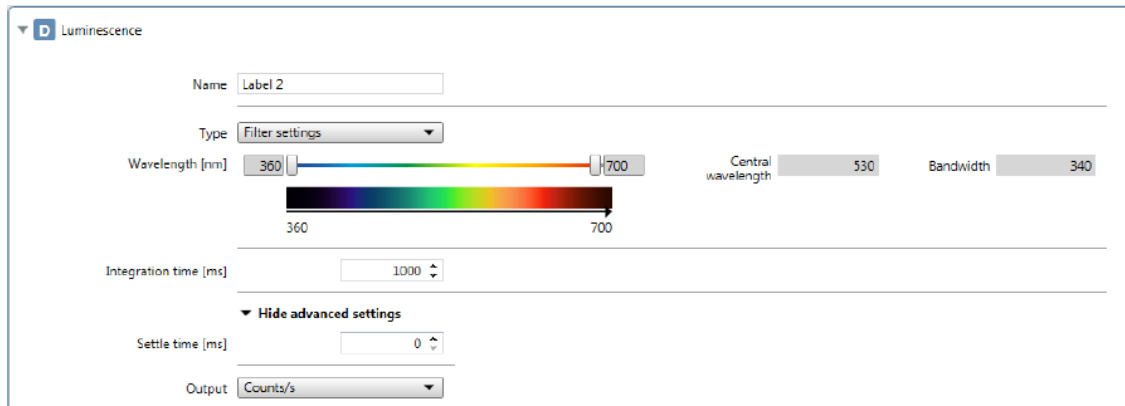 D Luminescence
Name Label 2
Type Filter settings
Wavelength [nm] 360 700 Central wavelength 530 Bandwidth 340
360 700
Integration time [ms] 1000
Hide advanced settings
Settle time [ms] 0
Output Counts/s